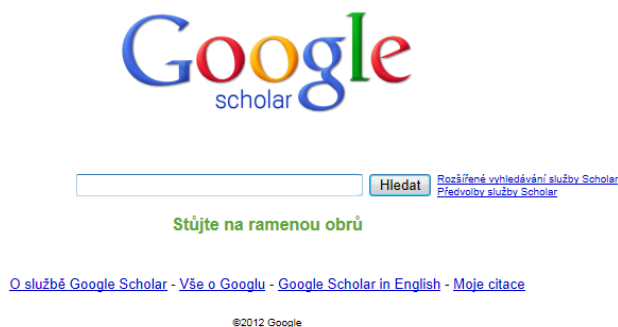 Google
scholar
Hledat
Rozšířené vyhledávání služby Scholar
Předvolby služby Scholar
Stůjte na ramenou obrů
O službě Google Scholar - Vše o Googlu - Google Scholar in English - Moje citace
©2012 Google